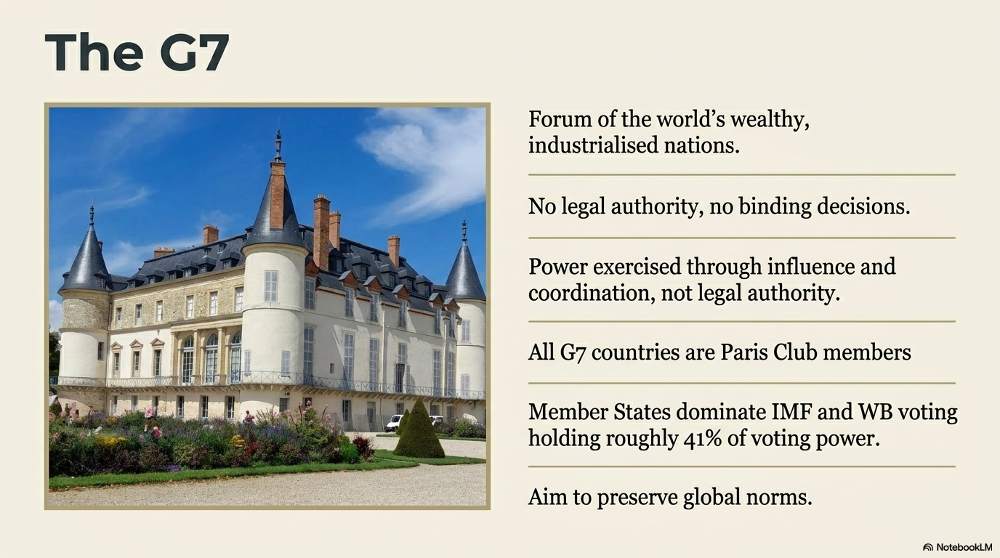 The G7
Forum of the world's wealthy,
industrialised nations.
No legal authority, no binding decisions.
Power exercised through influence and
coordination, not legal authority.
All G7 countries are Paris Club members
Member States dominate IMF and WB voting
holding roughly 41% of voting power.
Aim to preserve global norms.
NotebookLM